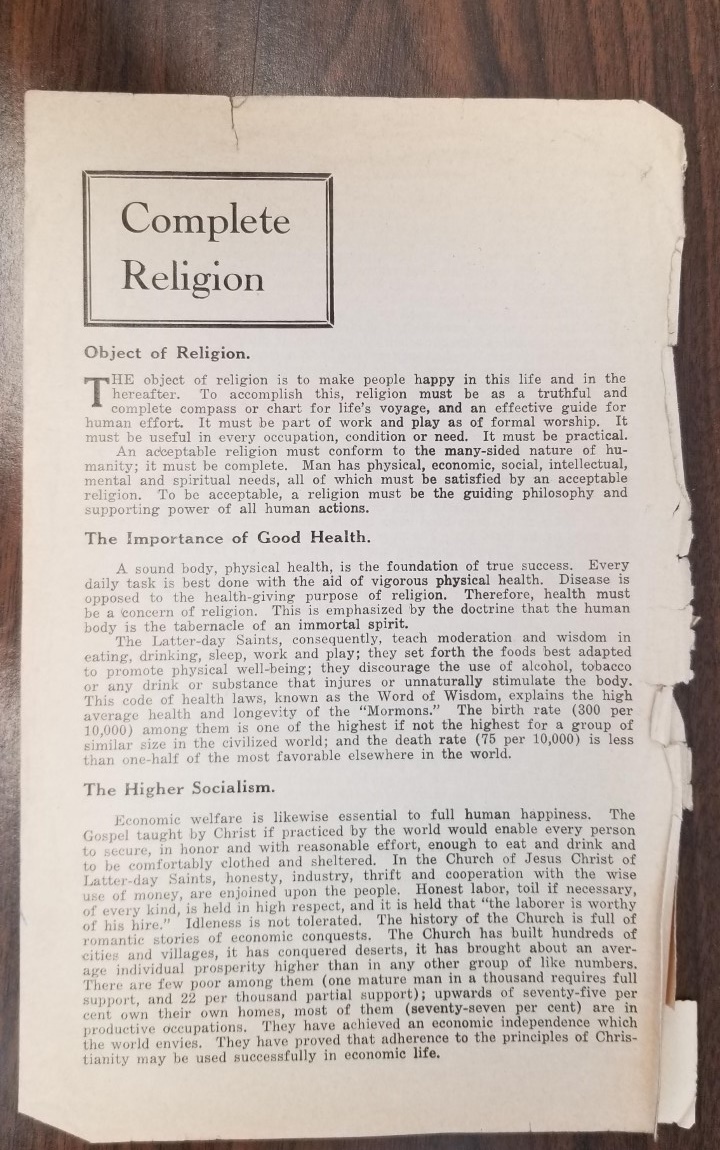 Complete
Religion
Object of Religion.
THE object of religion is to make people happy in this life and in the
hereafter. To accomplish this, religion must be as a truthful and
complete compass or chart for life's voyage, and an effective guide for
human effort. It must be part of work and play as of formal worship. It
must be useful in every occupation, condition or need. It must be practical.
An acceptable religion must conform to the many-sided nature of hu-
manity; it must be complete. Man has physical, economic, social, intellectual,
mental and spiritual needs, all of which must be satisfied by an acceptable
religion. To be acceptable, a religion must be the guiding philosophy and
supporting power of all human actions.
The Importance of Good Health.
A sound body, physical health, is the foundation of true success. Every
daily task is best done with the aid of vigorous physical health. Disease is
opposed to the health-giving purpose of religion. Therefore, health must
be a concern of religion. This is emphasized by the doctrine that the human
body is the tabernacle of an immortal spirit.
The Latter-day Saints, consequently, teach moderation and wisdom in
eating, drinking, sleep, work and play; they set forth the foods best adapted
to promote physical well-being; they discourage the use of alcohol, tobacco
or any drink or substance that injures or unnaturally stimulate the body.
This code of health laws, known as the Word of Wisdom, explains the high
average health and longevity of the "Mormons." The birth rate (300 per
10,000) among them is one of the highest if not the highest for a group of
similar size in the civilized world; and the death rate (75 per 10,000) is less
than one-half of the most favorable elsewhere in the world.
The Higher Socialism.
Economic welfare is likewise essential to full human happiness. The
Gospel taught by Christ if practiced by the world would enable every person
to secure, in honor and with reasonable effort, enough to eat and drink and
to be comfortably clothed and sheltered. In the Church of Jesus Christ of
Latter-day Saints, honesty, industry, thrift and cooperation with the wise
use of money, are enjoined upon the people. Honest labor, toil if necessary,
of every kind, is held in high respect, and it is held that "the laborer is worthy
of his hire." Idleness is not tolerated. The history of the Church is full of
romantic stories of economic conquests. The Church has built hundreds of
cities and villages, it has conquered deserts, it has brought about an aver-
age individual prosperity higher than in any other group of like numbers.
There are few poor among them (one mature man in a thousand requires full
support, and 22 per thousand partial support); upwards of seventy-five per
cent own their own homes, most of them (seventy-seven per cent) are in
productive occupations. They have achieved an economic independence which
the world envies. They have proved that adherence to the principles of Chris-
tianity may be used successfully in economic life.